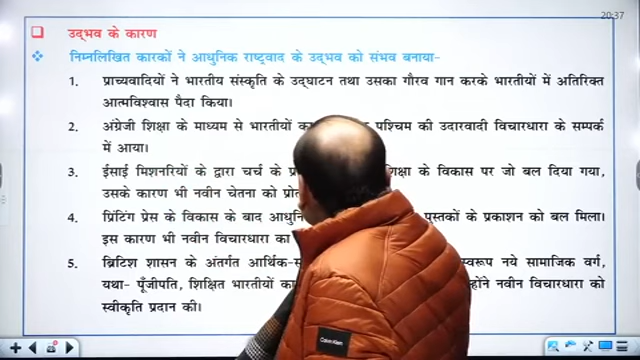 20:37
उद्भव के कारण
निम्नलिखित कारकों ने आधुनिक राष्ट्रवाद के उद्भव को संभव बनाया-
1. प्राच्यवादियों ने भारतीय संस्कृति के उद्घाटन तथा उसका गौरव गान करके भारतीयों में अतिरिक्त
आत्मविश्वास पैदा किया।
2. अंग्रेजी शिक्षा के माध्यम से भारतीयों पश्चिम की उदारवादी विचारधारा के सम्पर्क
में आया।
3. ईसाई मिशनरियों के द्वारा चर्च के शिक्षा के विकास पर जो बल दिया गया,
उसके कारण भी नवीन चेतना को
4. प्रिंटिंग प्रेस के विकास के बाद पुस्तकों के प्रकाशन को बल मिला।
इस कारण भी नवीन विचारधारा का
5. ब्रिटिश शासन के अंतर्गत स्वरूप नये सामाजिक वर्ग,
यथा- पूँजीपति, शिक्षित भारतीयों नवीन विचारधारा को
स्वीकृति प्रदान की।
Calvin Klein